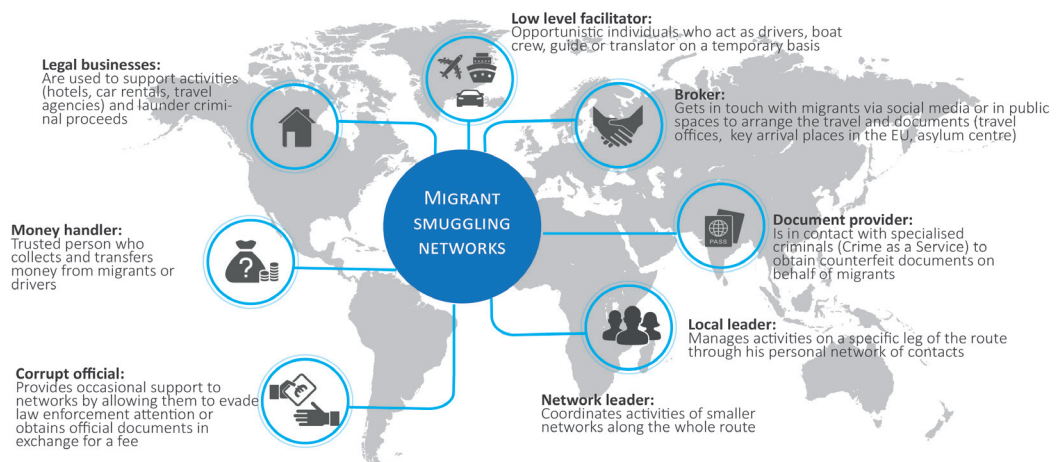 Low level facilitator:
Opportunistic individuals who act as drivers, boat
crew, guide or translator on a temporary basis
Legal businesses:
Are used to support activities
(hotels, car rentals, travel
agencies) and launder crimi-
nal proceeds
Broker:
Gets in touch with migrants via social media or in public
spaces to arrange the travel and documents (travel
offices, key arrival places in the EU, asylum centre)
MIGRANT
SMUGGLING
NETWORKS
Money handler:
Trusted person who
collects and transfers
money from migrants or
drivers
?
PASS
Document provider:
Is in contact with specialised
criminals (Crime as a Service) to
obtain counterfeit documents on
behalf of migrants
Local leader:
Manages activities on a specific leg of the route
through his personal network of contacts
Corrupt official:
Provides occasional support to
networks by allowing them to evade
law enforcement attention or
obtains official documents in
exchange for a fee
€
Network leader:
Coordinates activities of smaller
networks along the whole route